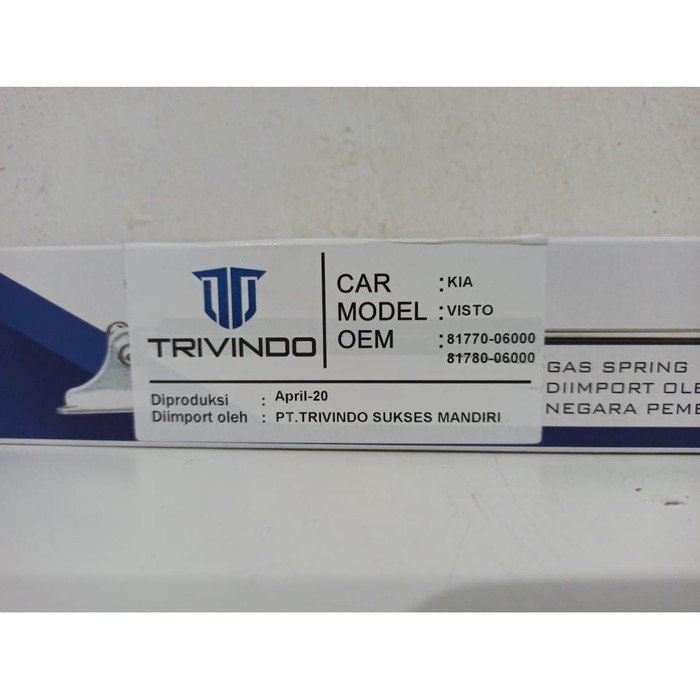 TRIVINDO
CAR : KIA
MODEL : VISTO
OEM : 81770-06000
81780-06000
Diproduksi : April-20
Diimport oleh : PT.TRIVINDO SUKSES MANDIRI
GAS SPRING
DIIMPORT OLE
NEGARA PEMB